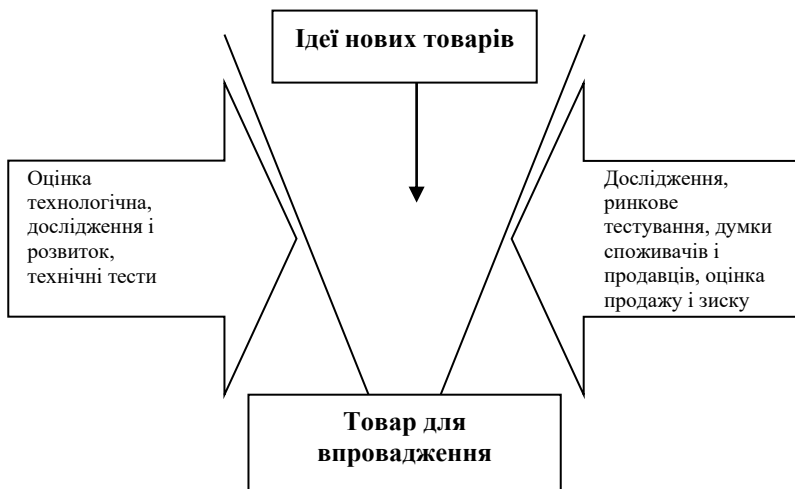 Ідеї нових товарів
Оцінка
технологічна,
дослідження і
розвиток,
технічні тести
Дослідження,
ринкове
тестування, думки
споживачів і
продавців, оцінка
продажу і зиску
Товар для
впровадження